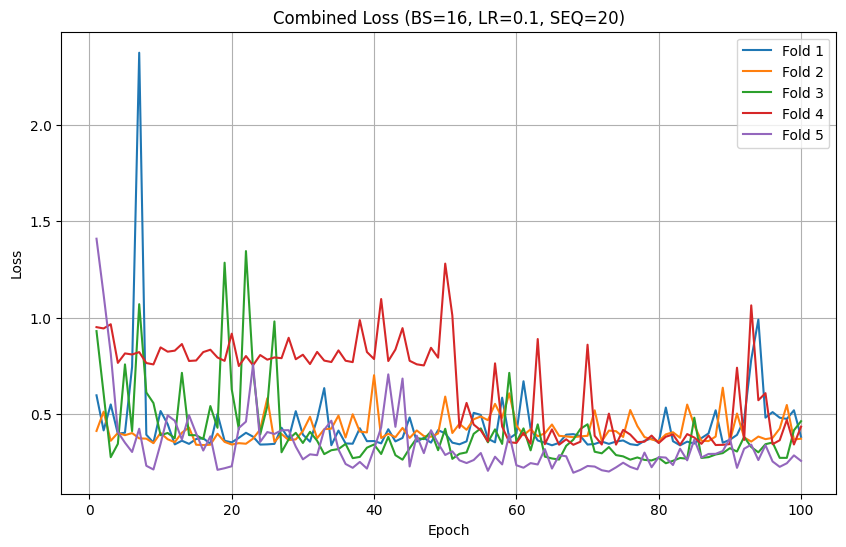 Combined Loss (BS=16, LR=0.1, SEQ=20)
Fold 1
Fold 2
Fold 3
Fold 4
Fold 5
Loss
2.0
1.5
1.0
0.5
0 20 40 60 80 100
Epoch